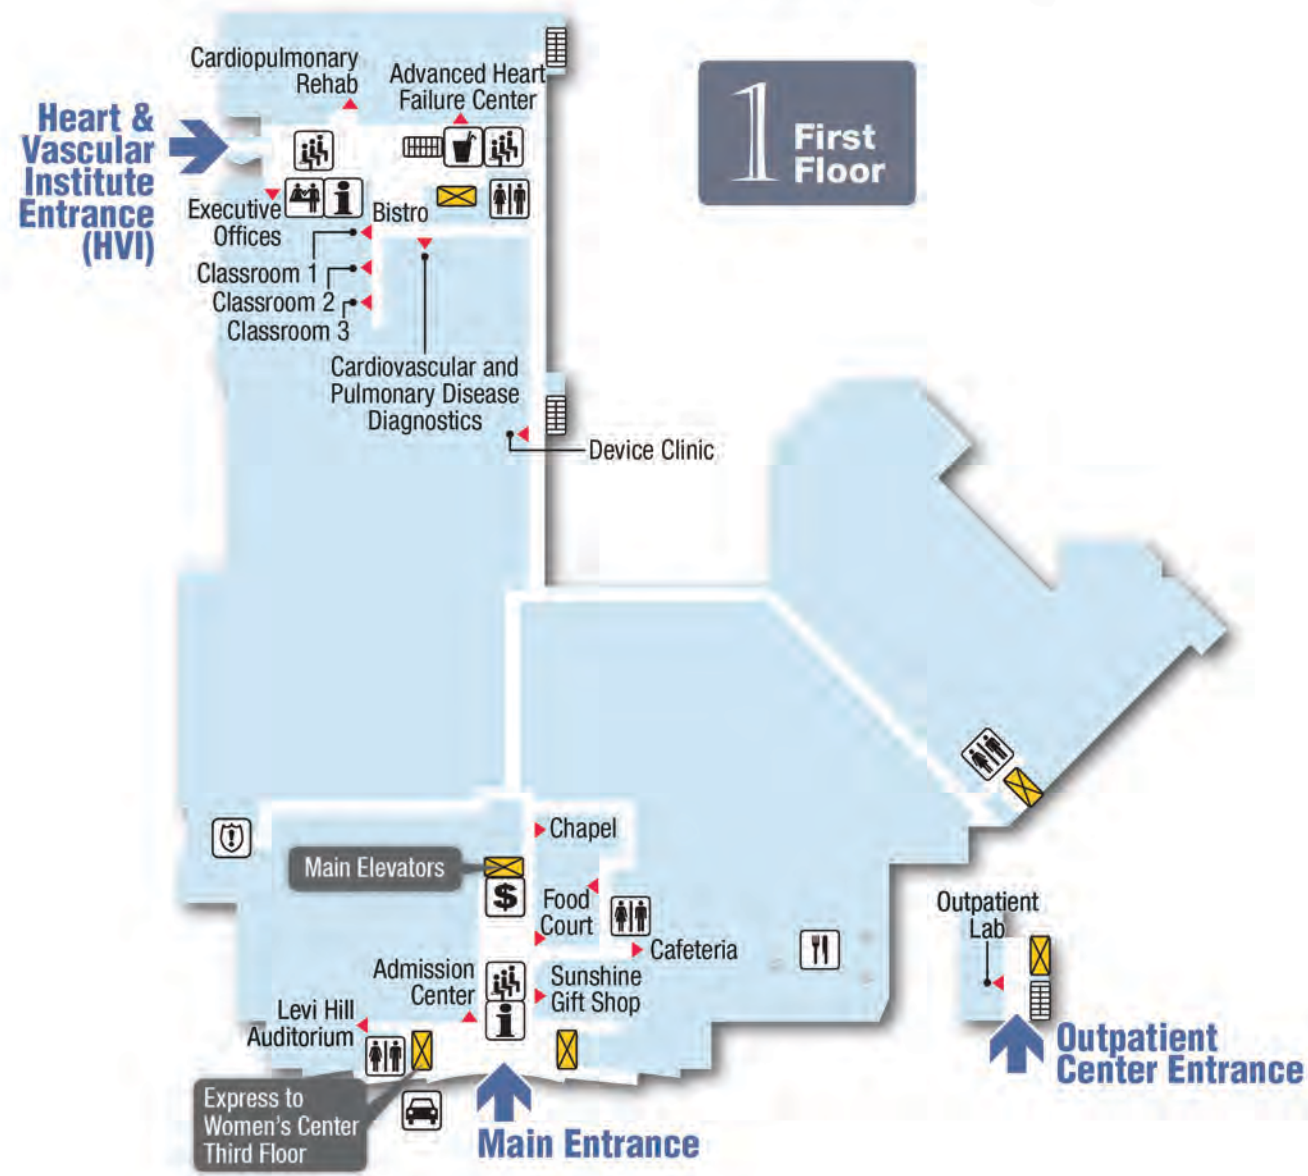 Cardiopulmonary
Rehab
Advanced Heart
Failure Center
1 First
Floor
Heart &
Vascular
Institute
Entrance
(HVI)
Executive
Offices
Bistro
Classroom 1
Classroom 2
Classroom 3
Cardiovascular and
Pulmonary Disease
Diagnostics
Device Clinic
Chapel
Main Elevators
$
Food
Court
Cafeteria
Outpatient
Lab
Admission
Center
Sunshine
Gift Shop
Levi Hill
Auditorium
Outpatient
Center Entrance
Express to
Women's Center
Third Floor
Main Entrance